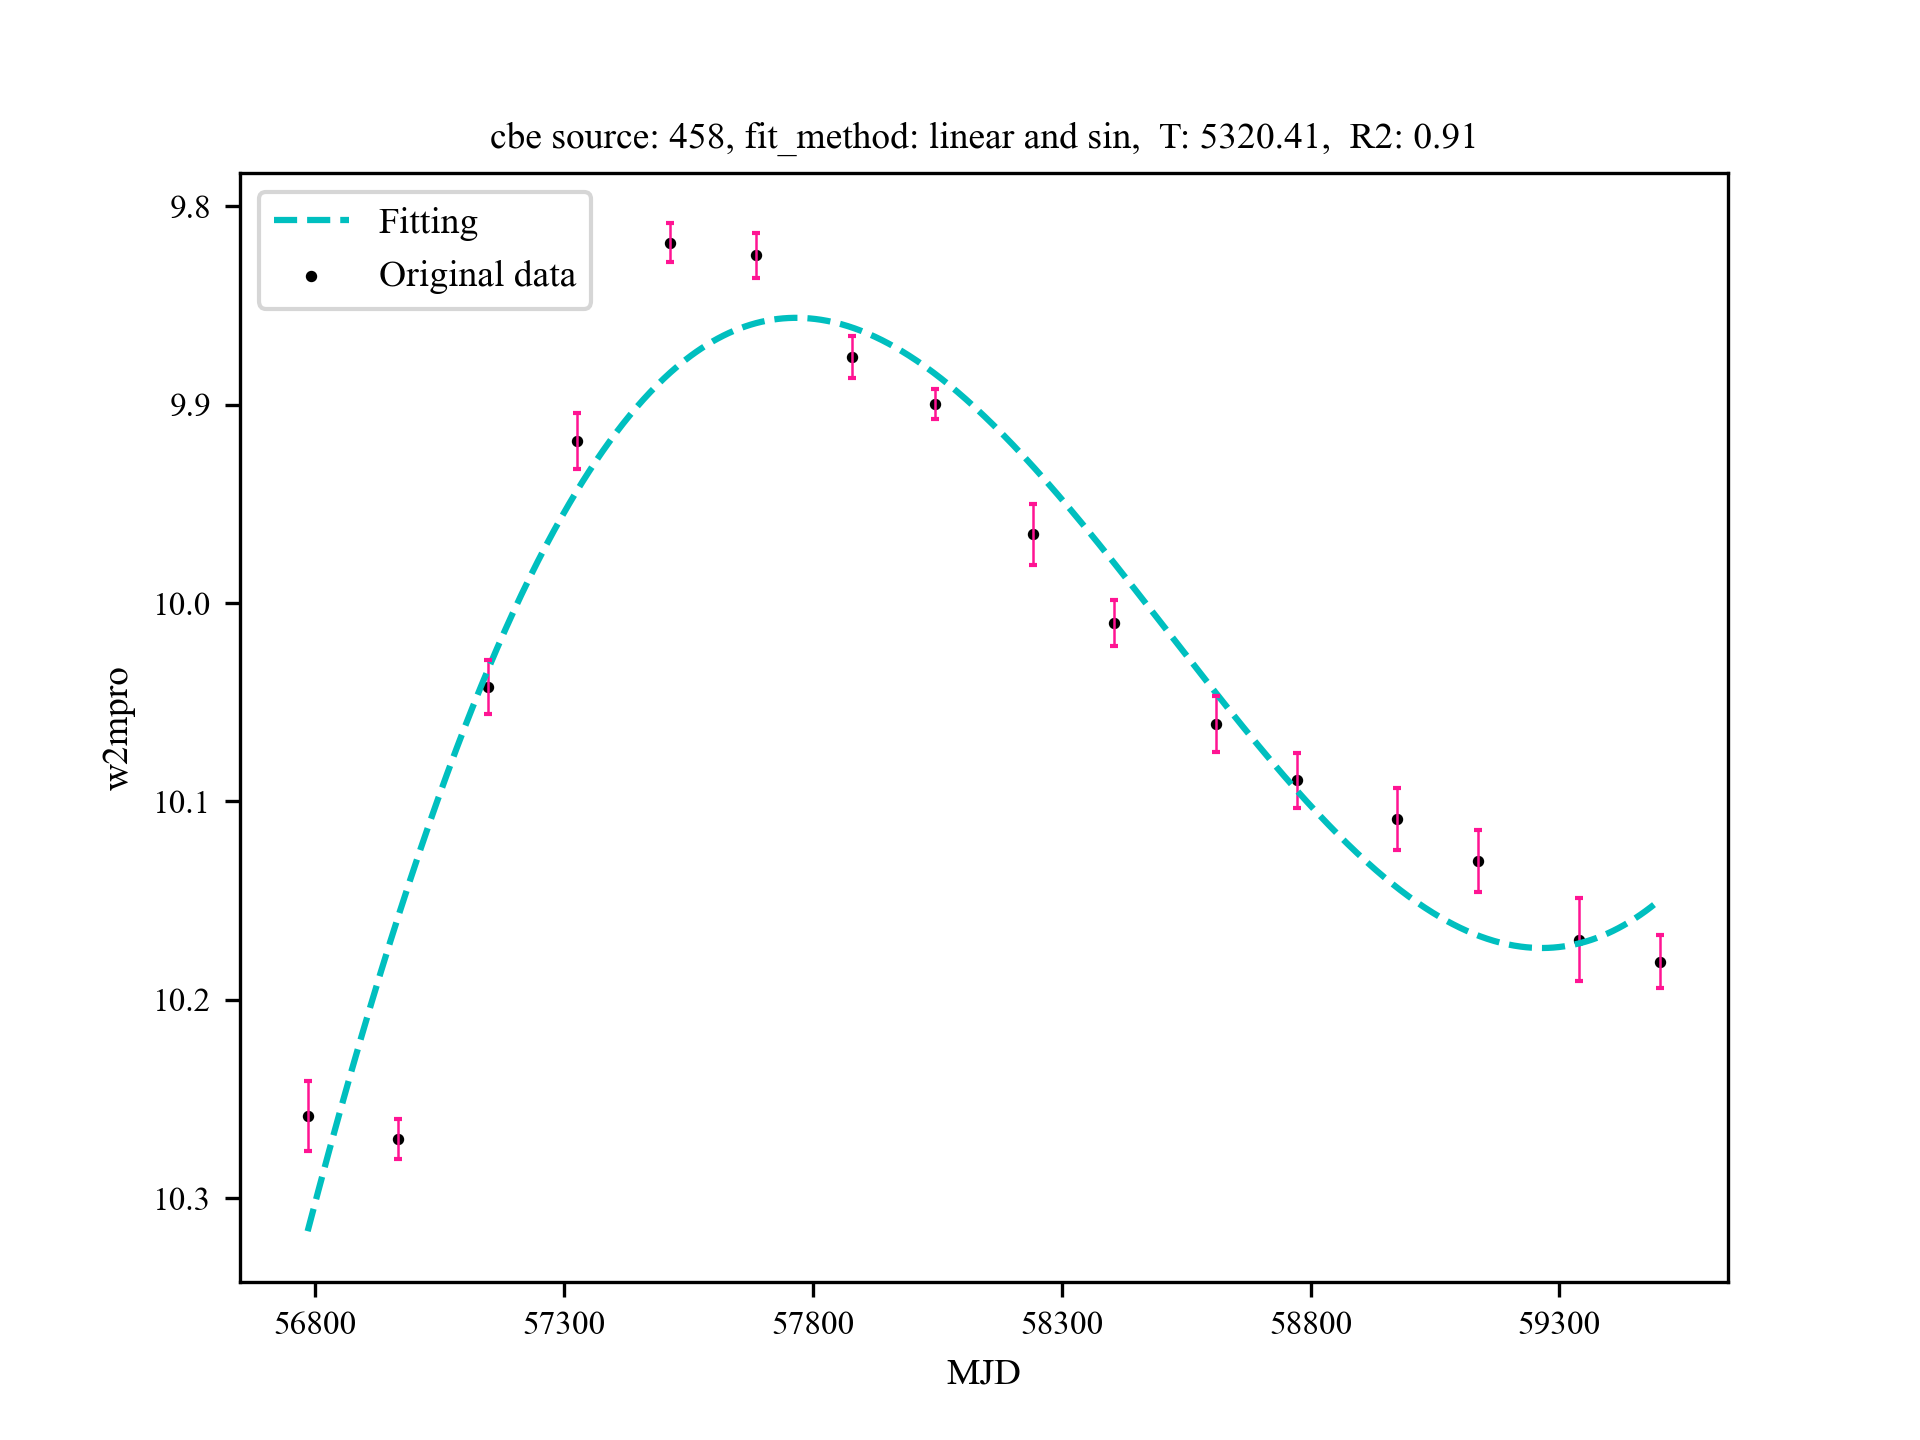 cbe source: 458, fit_method: linear and sin,  T: 5320.41,  R2: 0.91
Fitting
Original data
9.8
9.9
10.0
10.1
10.2
10.3
w2mpro
56800
57300
57800
58300
58800
59300
MJD